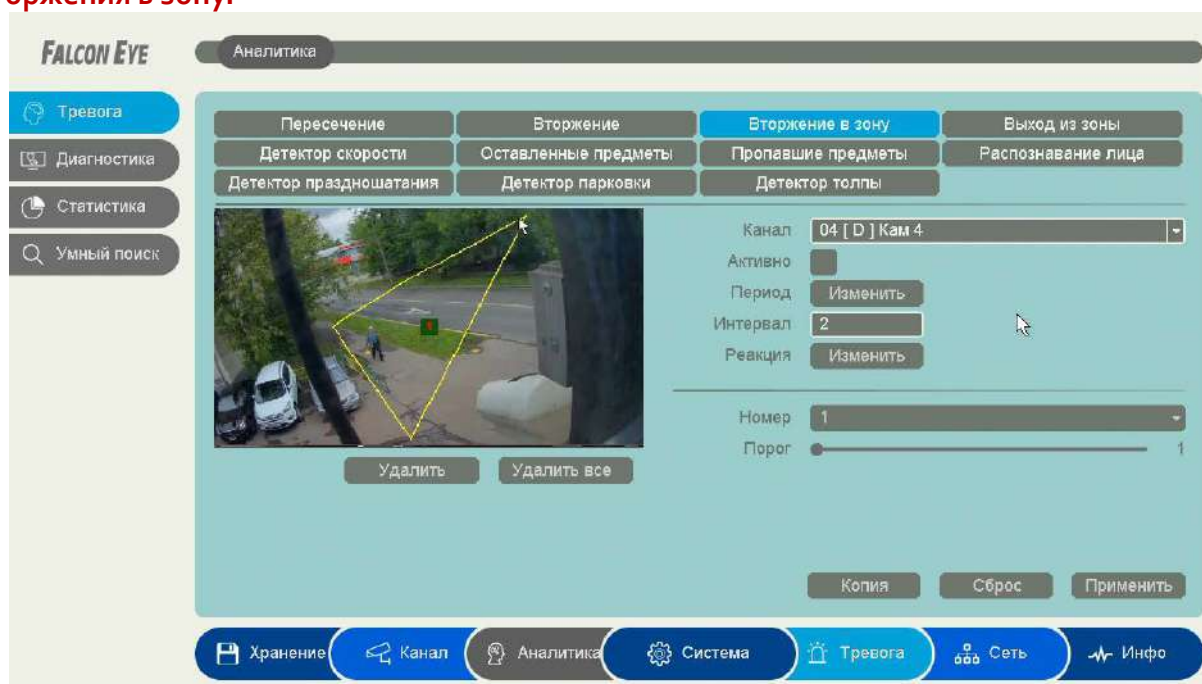 оржения в зону.
FALCON EYE
Аналитика
Тревога
Диагностика
Статистика
Умный поиск
Пересечение Вторжение Вторжение в зону Выход из зоны
Детектор скорости Оставленные предметы Пропавшие предметы Распознавание лица
Детектор праздношатания Детектор парковки Детектор толпы
1
Канал 04 [ D ] Кам 4
Активно
Период Изменить
Интервал 2
Реакция Изменить
Номер 1
Порог 1
Удалить Удалить все
Копия Сброс Применить
Хранение Канал Аналитика Система Тревога Сеть Инфо